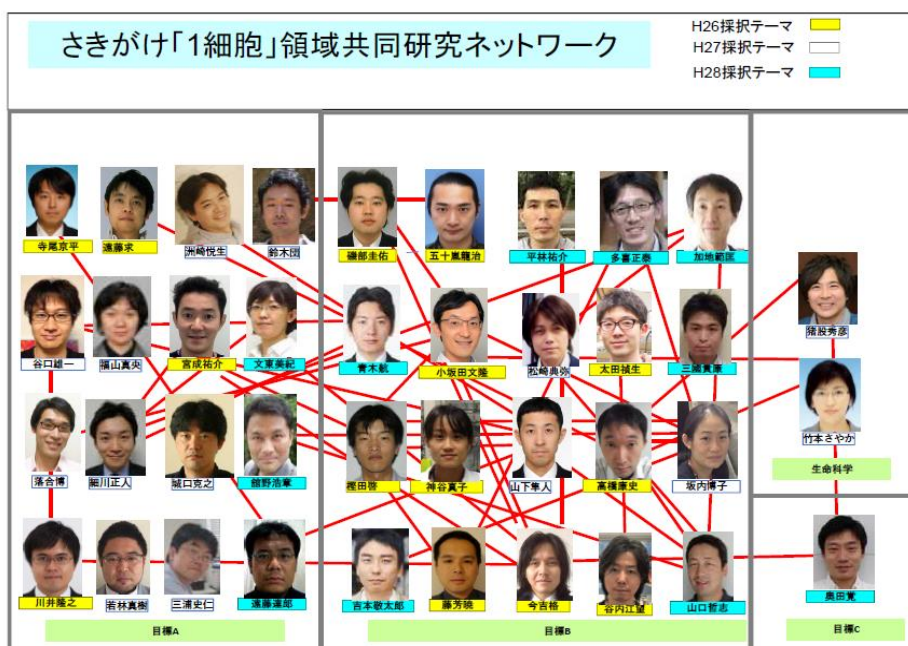 さきがけ「1細胞」領域共同研究ネットワーク
H26採択テーマ
H27採択テーマ
H28採択テーマ
寺尾京平
遠藤求
洲崎悦生
鈴木団
磯部圭佑
五十嵐龍治
平林祐介
多喜正泰
加地範匡
谷口雄一
福山真央
宮成祐介
文東美紀
青木航
小坂田文隆
松崎典弥
太田禎生
三國貴康
猪股秀彦
落合博
細川正人
城口克之
舘野浩章
樫田啓
神谷真子
山下隼人
高橋康史
坂内博子
竹本さやか
生命科学
川井隆之
若林真樹
三浦史仁
遠藤達郎
吉本敬太郎
藤芳暁
今吉格
谷内江望
山口哲志
奥田覚
目標A
目標B
目標C